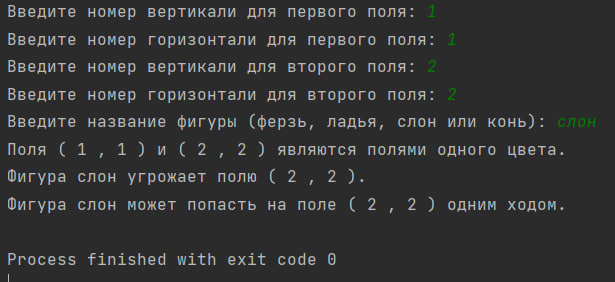 Введите номер вертикали для первого поля: 1
Введите номер горизонтали для первого поля: 1
Введите номер вертикали для второго поля: 2
Введите номер горизонтали для второго поля: 2
Введите название фигуры (ферзь, ладья, слон или конь): слон
Поля ( 1 , 1 ) и ( 2 , 2 ) являются полями одного цвета.
Фигура слон угрожает полю ( 2 , 2 ).
Фигура слон может попасть на поле ( 2 , 2 ) одним ходом.
Process finished with exit code 0